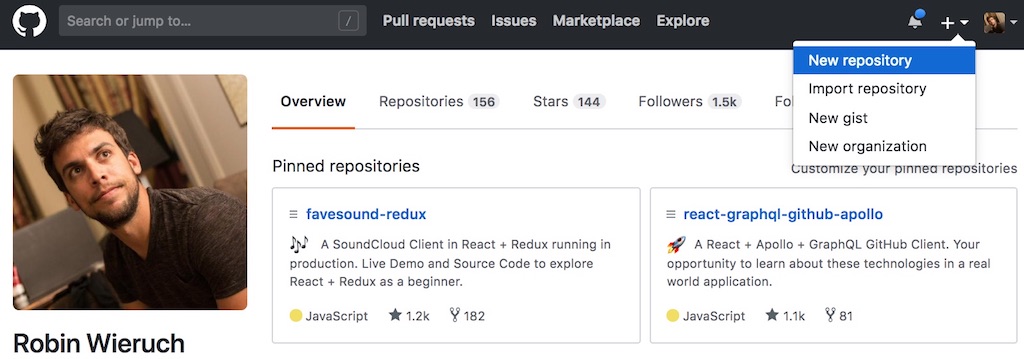 Search or jump to… /
Pull requests Issues Marketplace Explore
New repository
Import repository
New gist
New organization
Overview Repositories 156 Stars 144 Followers 1.5k Fo
Pinned repositories
Customize your pinned repositories
favesound-redux
A SoundCloud Client in React + Redux running in
production. Live Demo and Source Code to explore
React + Redux as a beginner.
JavaScript 1.2k 182
react-graphql-github-apollo
A React + Apollo + GraphQL GitHub Client. Your
opportunity to learn about these technologies in a real
world application.
JavaScript 1.1k 81
Robin Wieruch